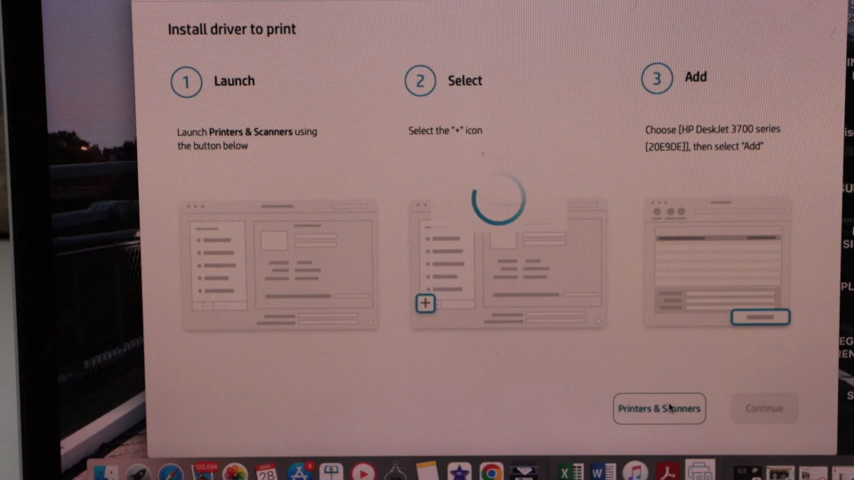 Install driver to print
1 Launch
2 Select
3 Add
Launch Printers & Scanners using
the button below
Select the "+" icon
Choose [HP DeskJet 3700 series
[20E9DE]], then select "Add"
+
Printers & Scanners
Continue
28